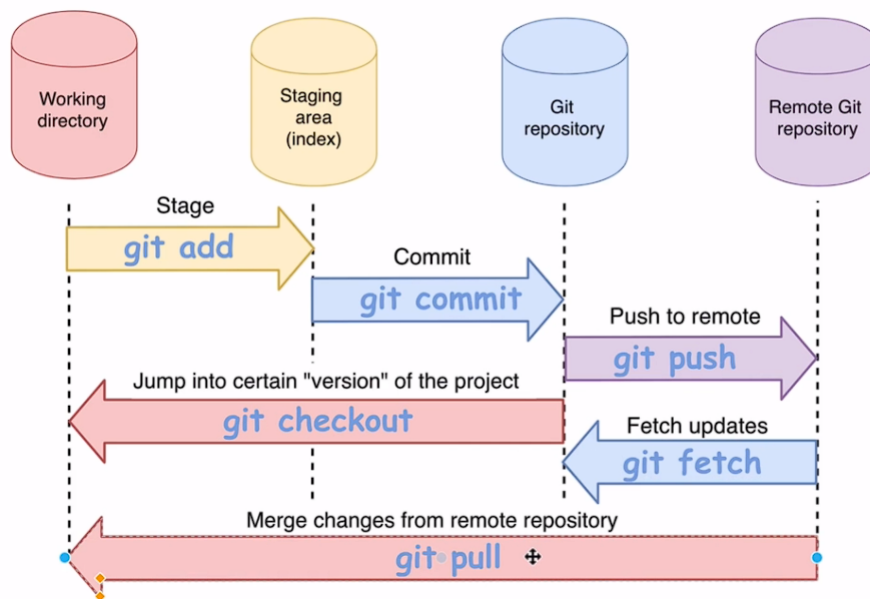 Working
directory
Staging
area
(index)
Git
repository
Remote Git
repository
Stage
git add
Commit
git commit
Push to remote
git push
Jump into certain "version" of the project
git checkout
Fetch updates
git fetch
Merge changes from remote repository
git pull